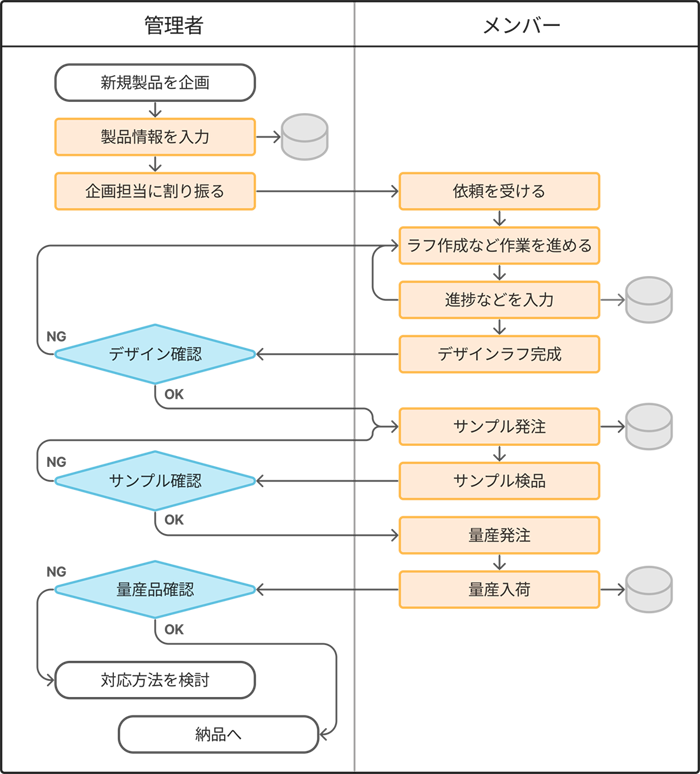 管理者
メンバー
新規製品を企画
製品情報を入力
企画担当に割り振る
依頼を受ける
ラフ作成など作業を進める
進捗などを入力
NG
デザイン確認
デザインラフ完成
OK
サンプル発注
NG
サンプル確認
サンプル検品
OK
量産発注
NG
量産品確認
量産入荷
OK
対応方法を検討
納品へ